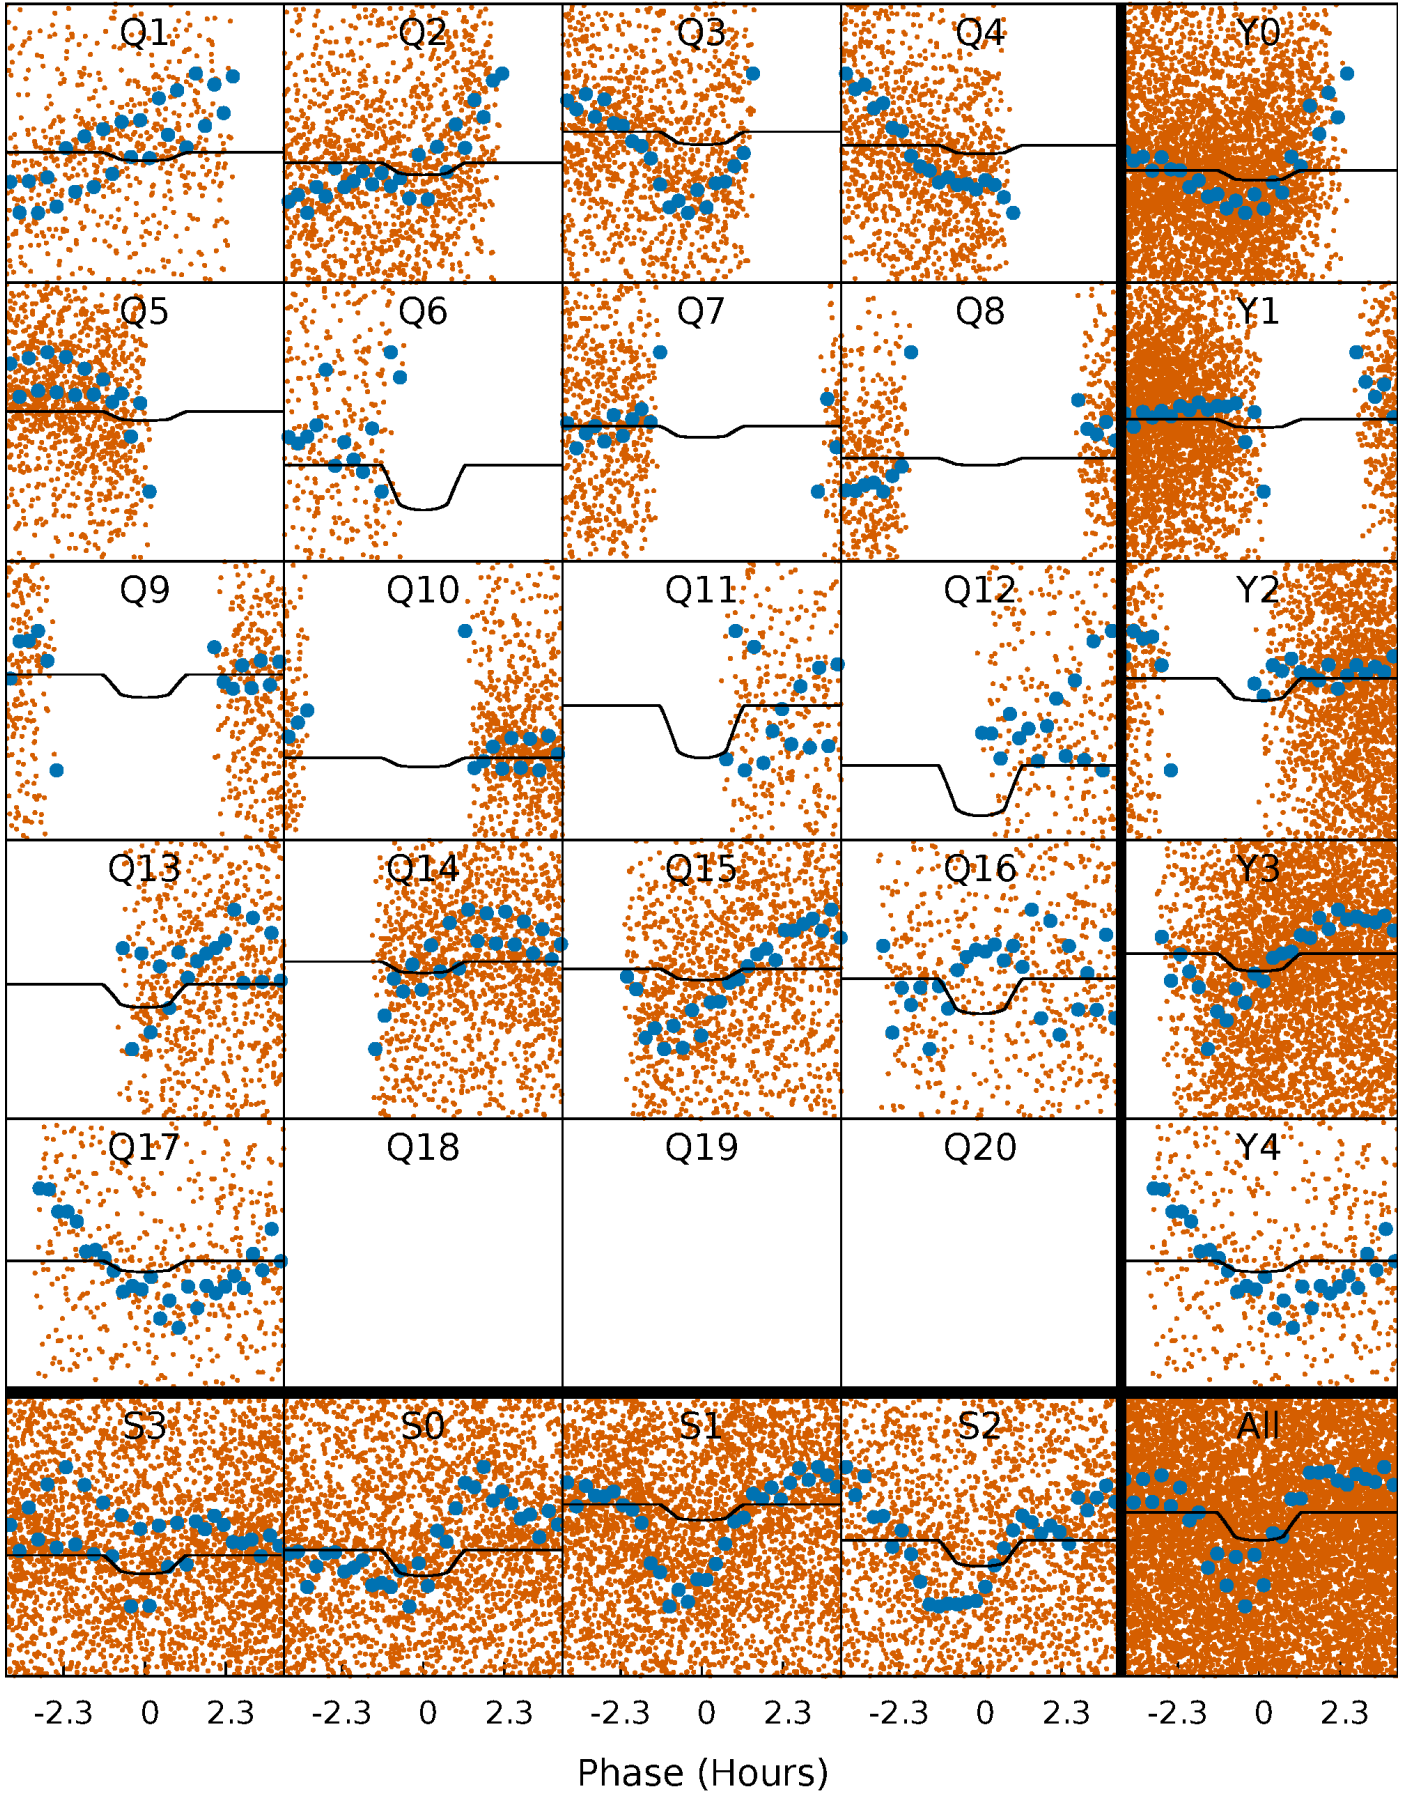 Q1 Q2 Q3 Q4 Y0
Q5 Q6 Q7 Q8 Y1
Q9 Q10 Q11 Q12 Y2
Q13 Q14 Q15 Q16 Y3
Q17 Q18 Q19 Q20 Y4
S3 S0 S1 S2 All
-2.3 0 2.3 -2.3 0 2.3 -2.3 0 2.3 -2.3 0 2.3 -2.3 0 2.3
Phase (Hours)